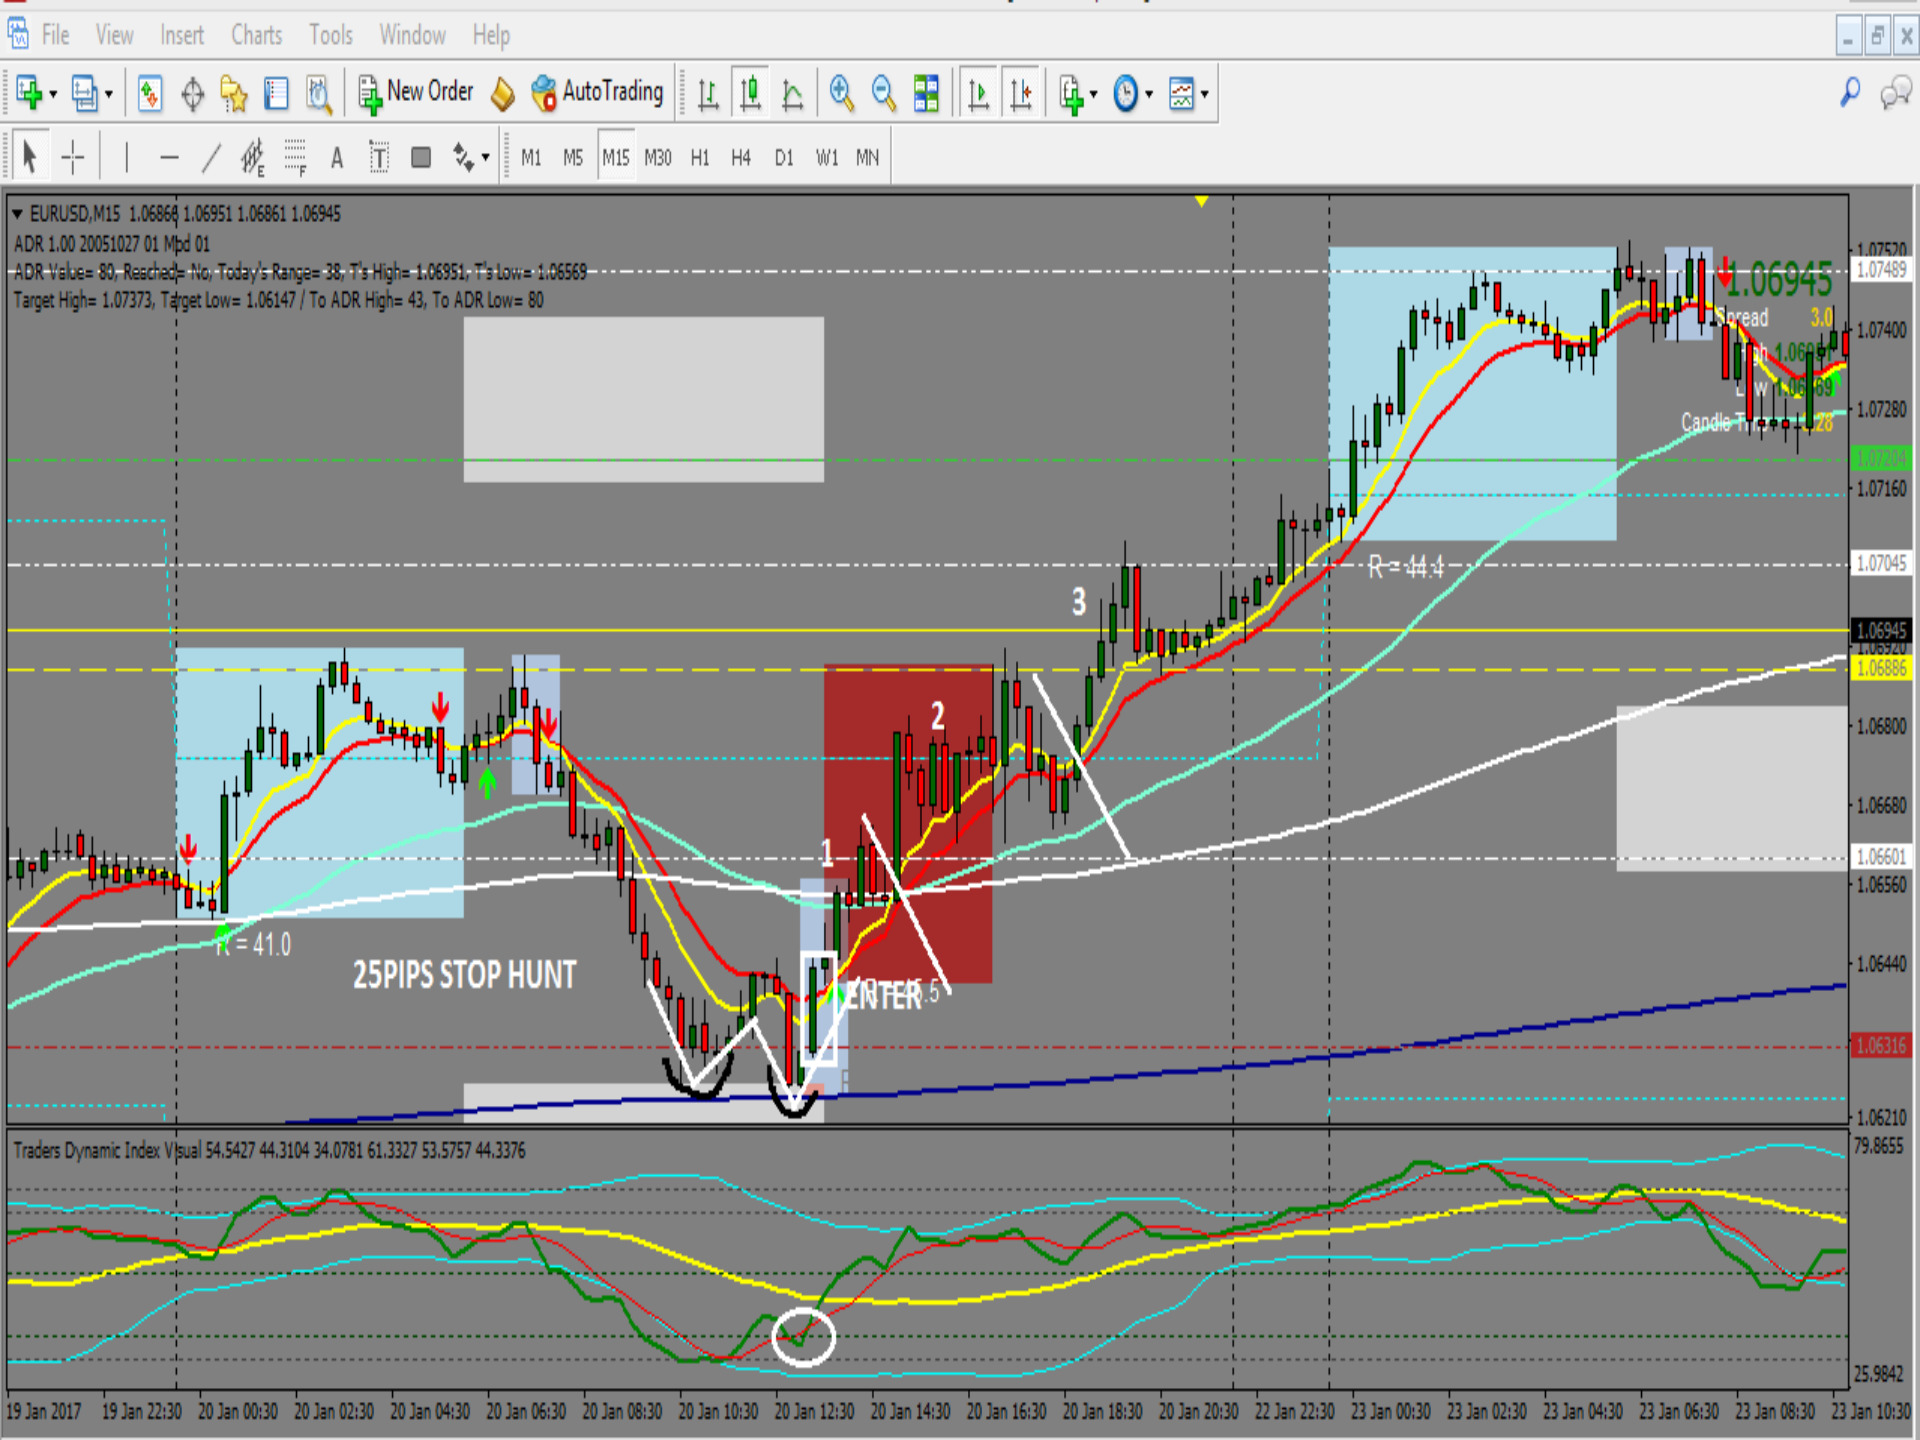 File View Insert Charts Tools Window Help
New Order AutoTrading
A M1 M5 M15 M30 H1 H4 D1 W1 MN
EURUSD,M15 1.06866 1.06951 1.06861 1.06945
ADR 1.00 20051027 01 Mod 01
ADR Value= 80, Reached= No, Today's Range= 38, T's High= 1.06951, T's Low= 1.06569
Target High= 1.07373, Target Low= 1.06147 / To ADR High= 43, To ADR Low= 80
1.07520
1.07489
1.06945
Spread 3.0
1.07400
Low
1.07280
1.07204
1.07160
R = 44.4
1.07045
3
1.06945
1.06920
1.06886
2
1.06800
1.06680
1
1.06601
1.06560
R = 41.0
25PIPS STOP HUNT
1.06440
ENTER
1.06316
1.06210
Traders Dynamic Index Visual 54.5427 44.3104 34.0781 61.3327 53.5757 44.3376
79.8655
25.9842
19 Jan 2017 19 Jan 22:30 20 Jan 00:30 20 Jan 02:30 20 Jan 04:30 20 Jan 06:30 20 Jan 08:30 20 Jan 10:30 20 Jan 12:30 20 Jan 14:30 20 Jan 16:30 20 Jan 18:30 20 Jan 20:30 22 Jan 22:30 23 Jan 00:30 23 Jan 02:30 23 Jan 04:30 23 Jan 06:30 23 Jan 08:30 23 Jan 10:30